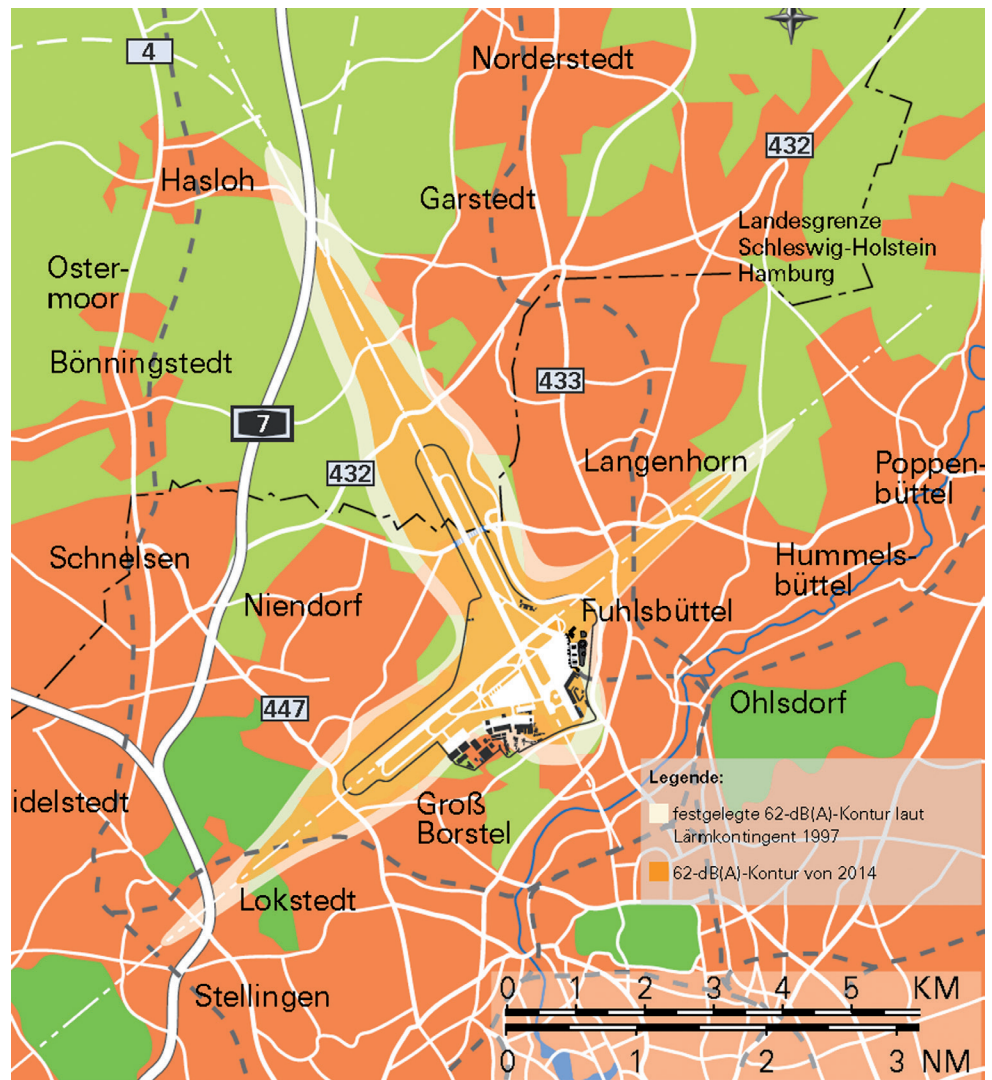 4
Norderstedt
432
Hasloh
Garstedt
Landesgrenze
Schleswig-Holstein
Hamburg
Oster-
moor
Bönningstedt
433
7
432
Langenhorn
Poppen-
büttel
Schnelsen
Hummels-
büttel
Niendorf
Fuhlsbüttel
447
Ohlsdorf
idelstedt
Groß
Borstel
Legende:
festgelegte 62-dB(A)-Kontur laut
Lärmkontingent 1997
62-dB(A)-Kontur von 2014
Lokstedt
Stellingen
0 1 2 3 4 5 KM
0 1 2 3 NM